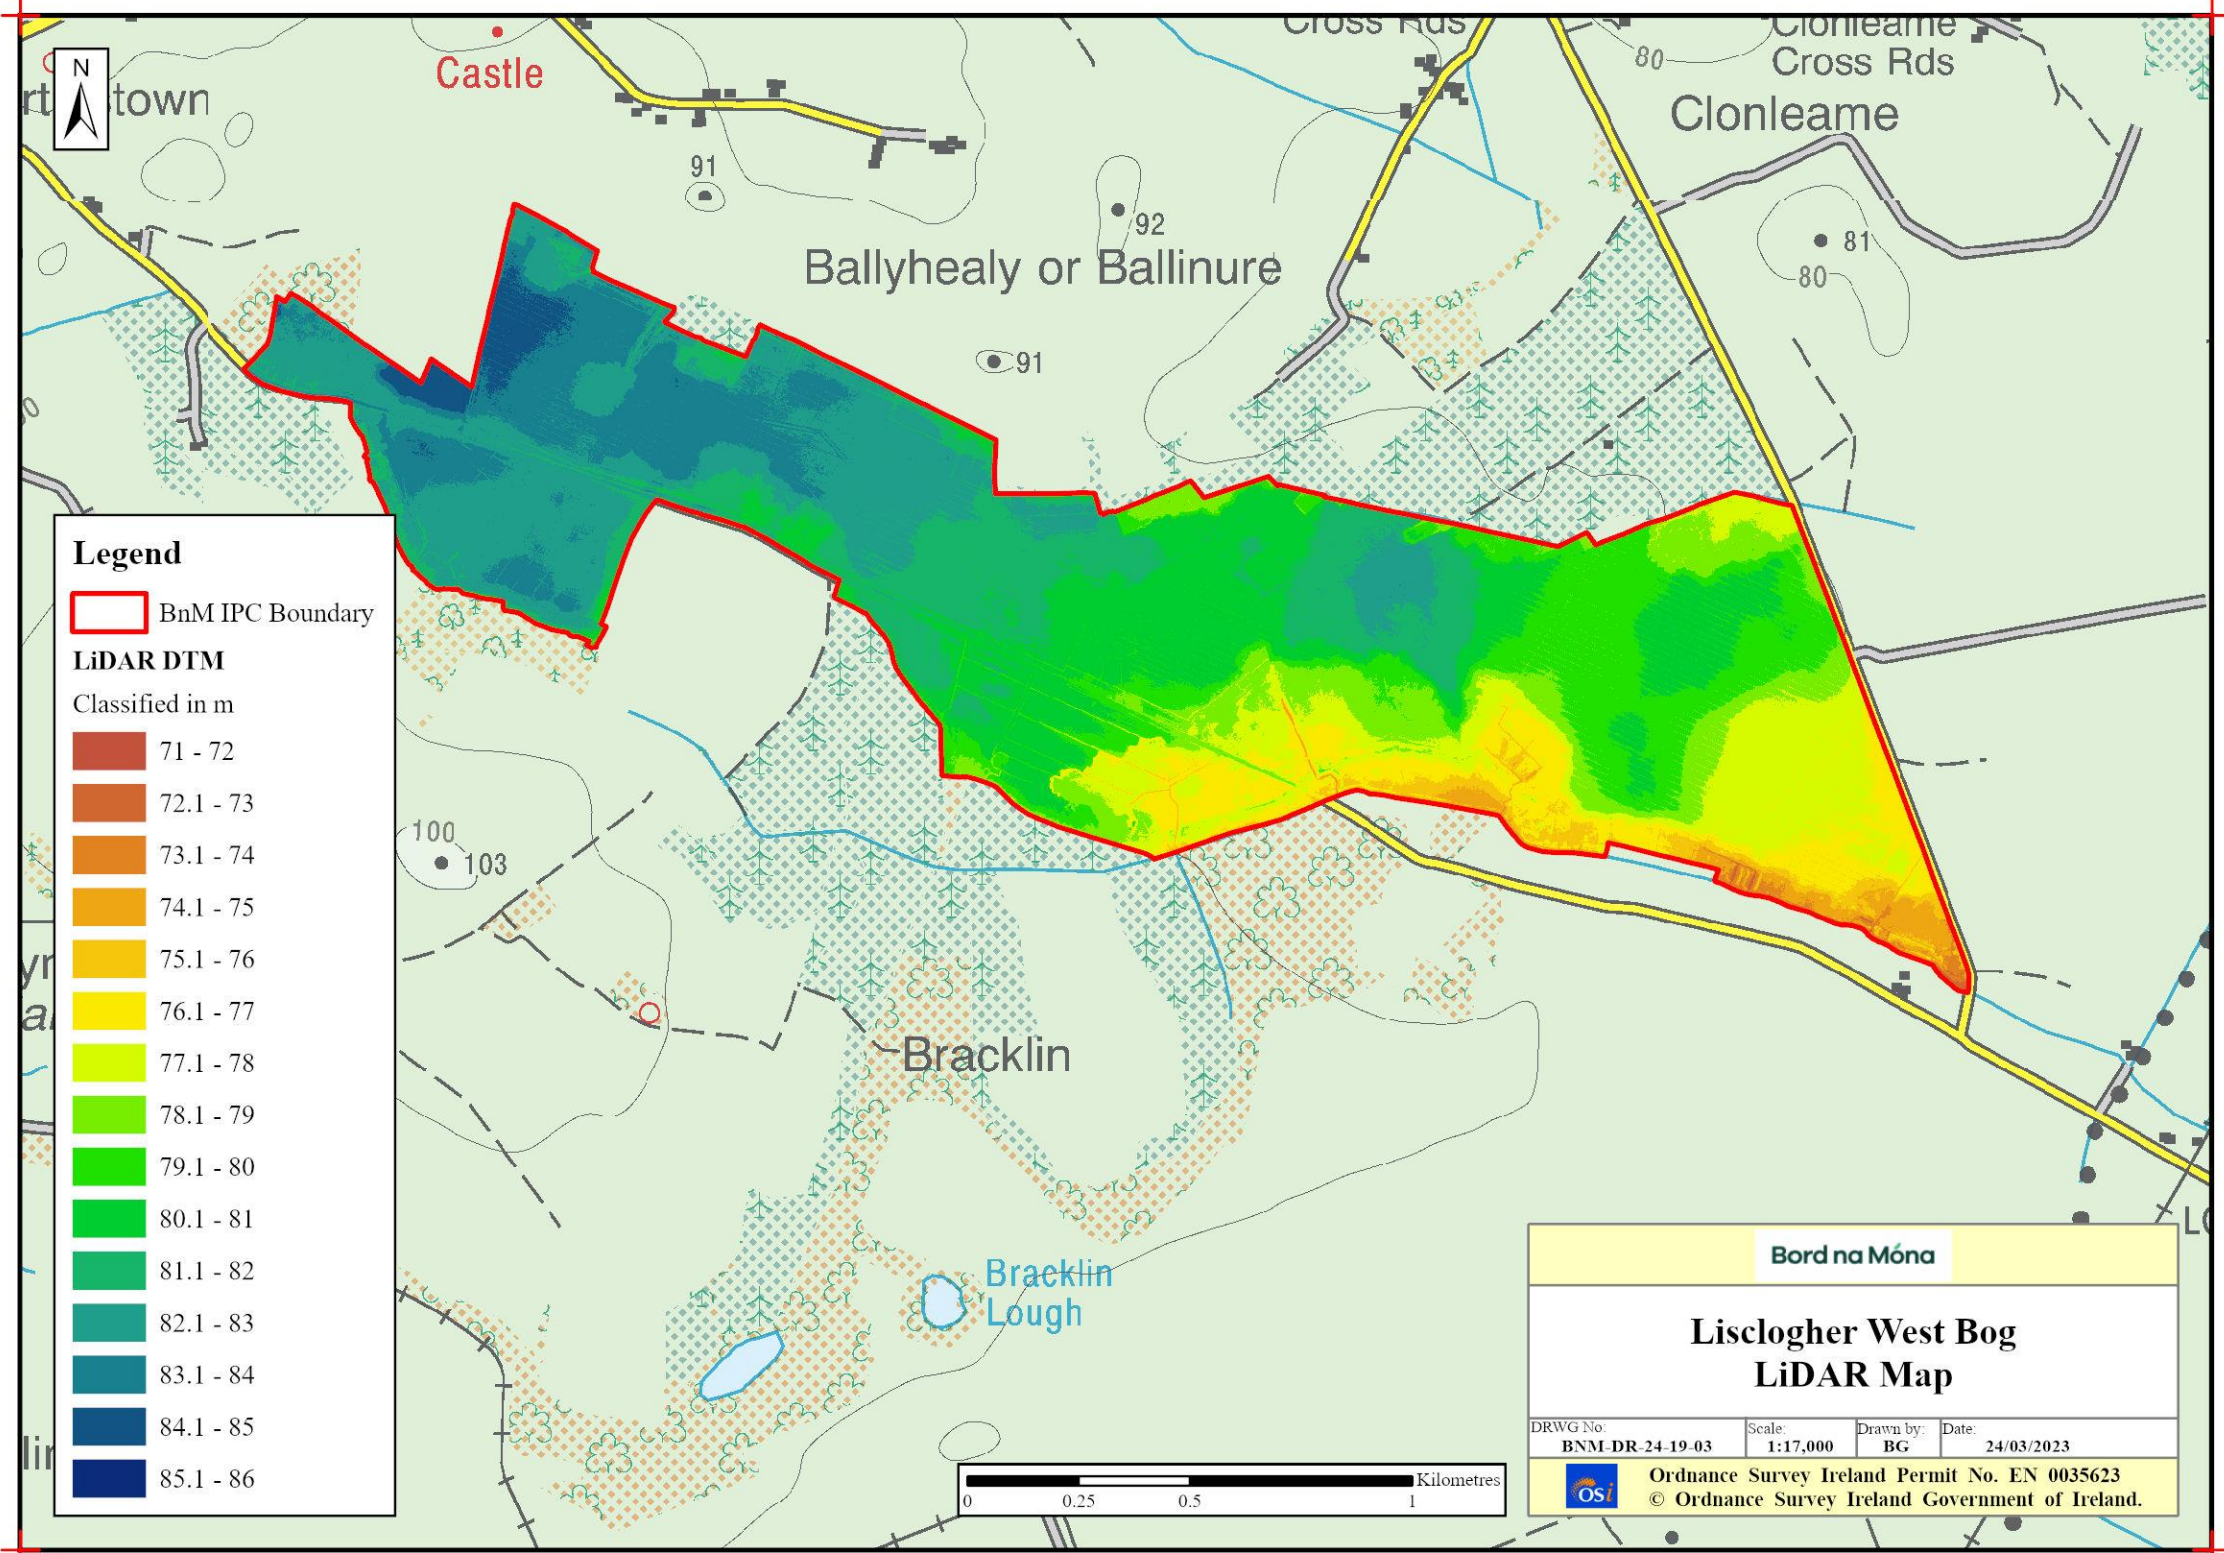 Cross Rds
Clonleame
Cross Rds
Clonleame
80
Castle
N
town
91
92
Ballyhealy or Ballinure
81
80
91
Legend
BnM IPC Boundary
LiDAR DTM
Classified in m
71 - 72
72.1 - 73
73.1 - 74
74.1 - 75
75.1 - 76
76.1 - 77
77.1 - 78
78.1 - 79
79.1 - 80
80.1 - 81
81.1 - 82
82.1 - 83
83.1 - 84
84.1 - 85
85.1 - 86
100
103
Bracklin
Bracklin
Lough
Kilometres
0 0.25 0.5 1
Bord na Móna
Lisclogher West Bog
LiDAR Map
DRWG No: Scale: Drawn by: Date:
BNM-DR-24-19-03 1:17,000 BG 24/03/2023
OSi
Ordnance Survey Ireland Permit No. EN 0035623
© Ordnance Survey Ireland Government of Ireland.